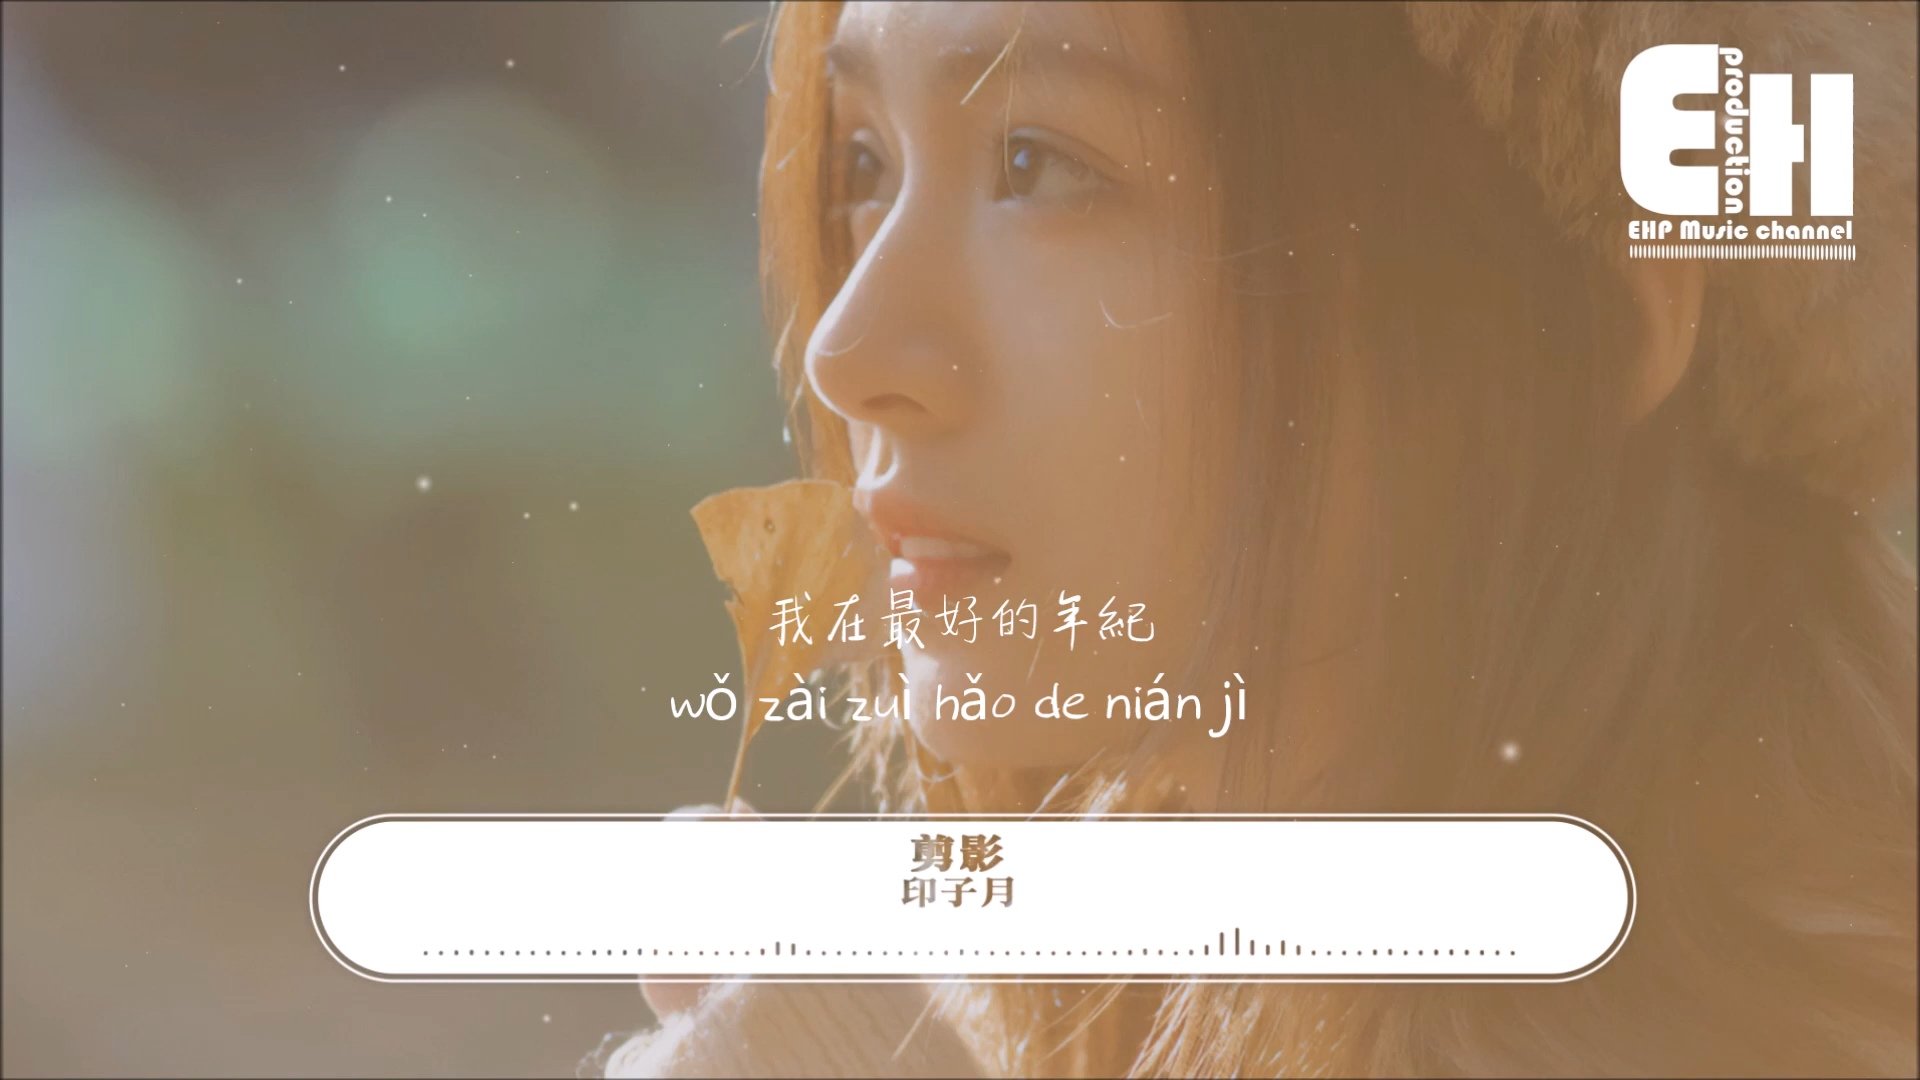 EH
production
EHP Music channel
我在最好的年紀
wǒ zài zuì hǎo de nián jì
剪影
印子月